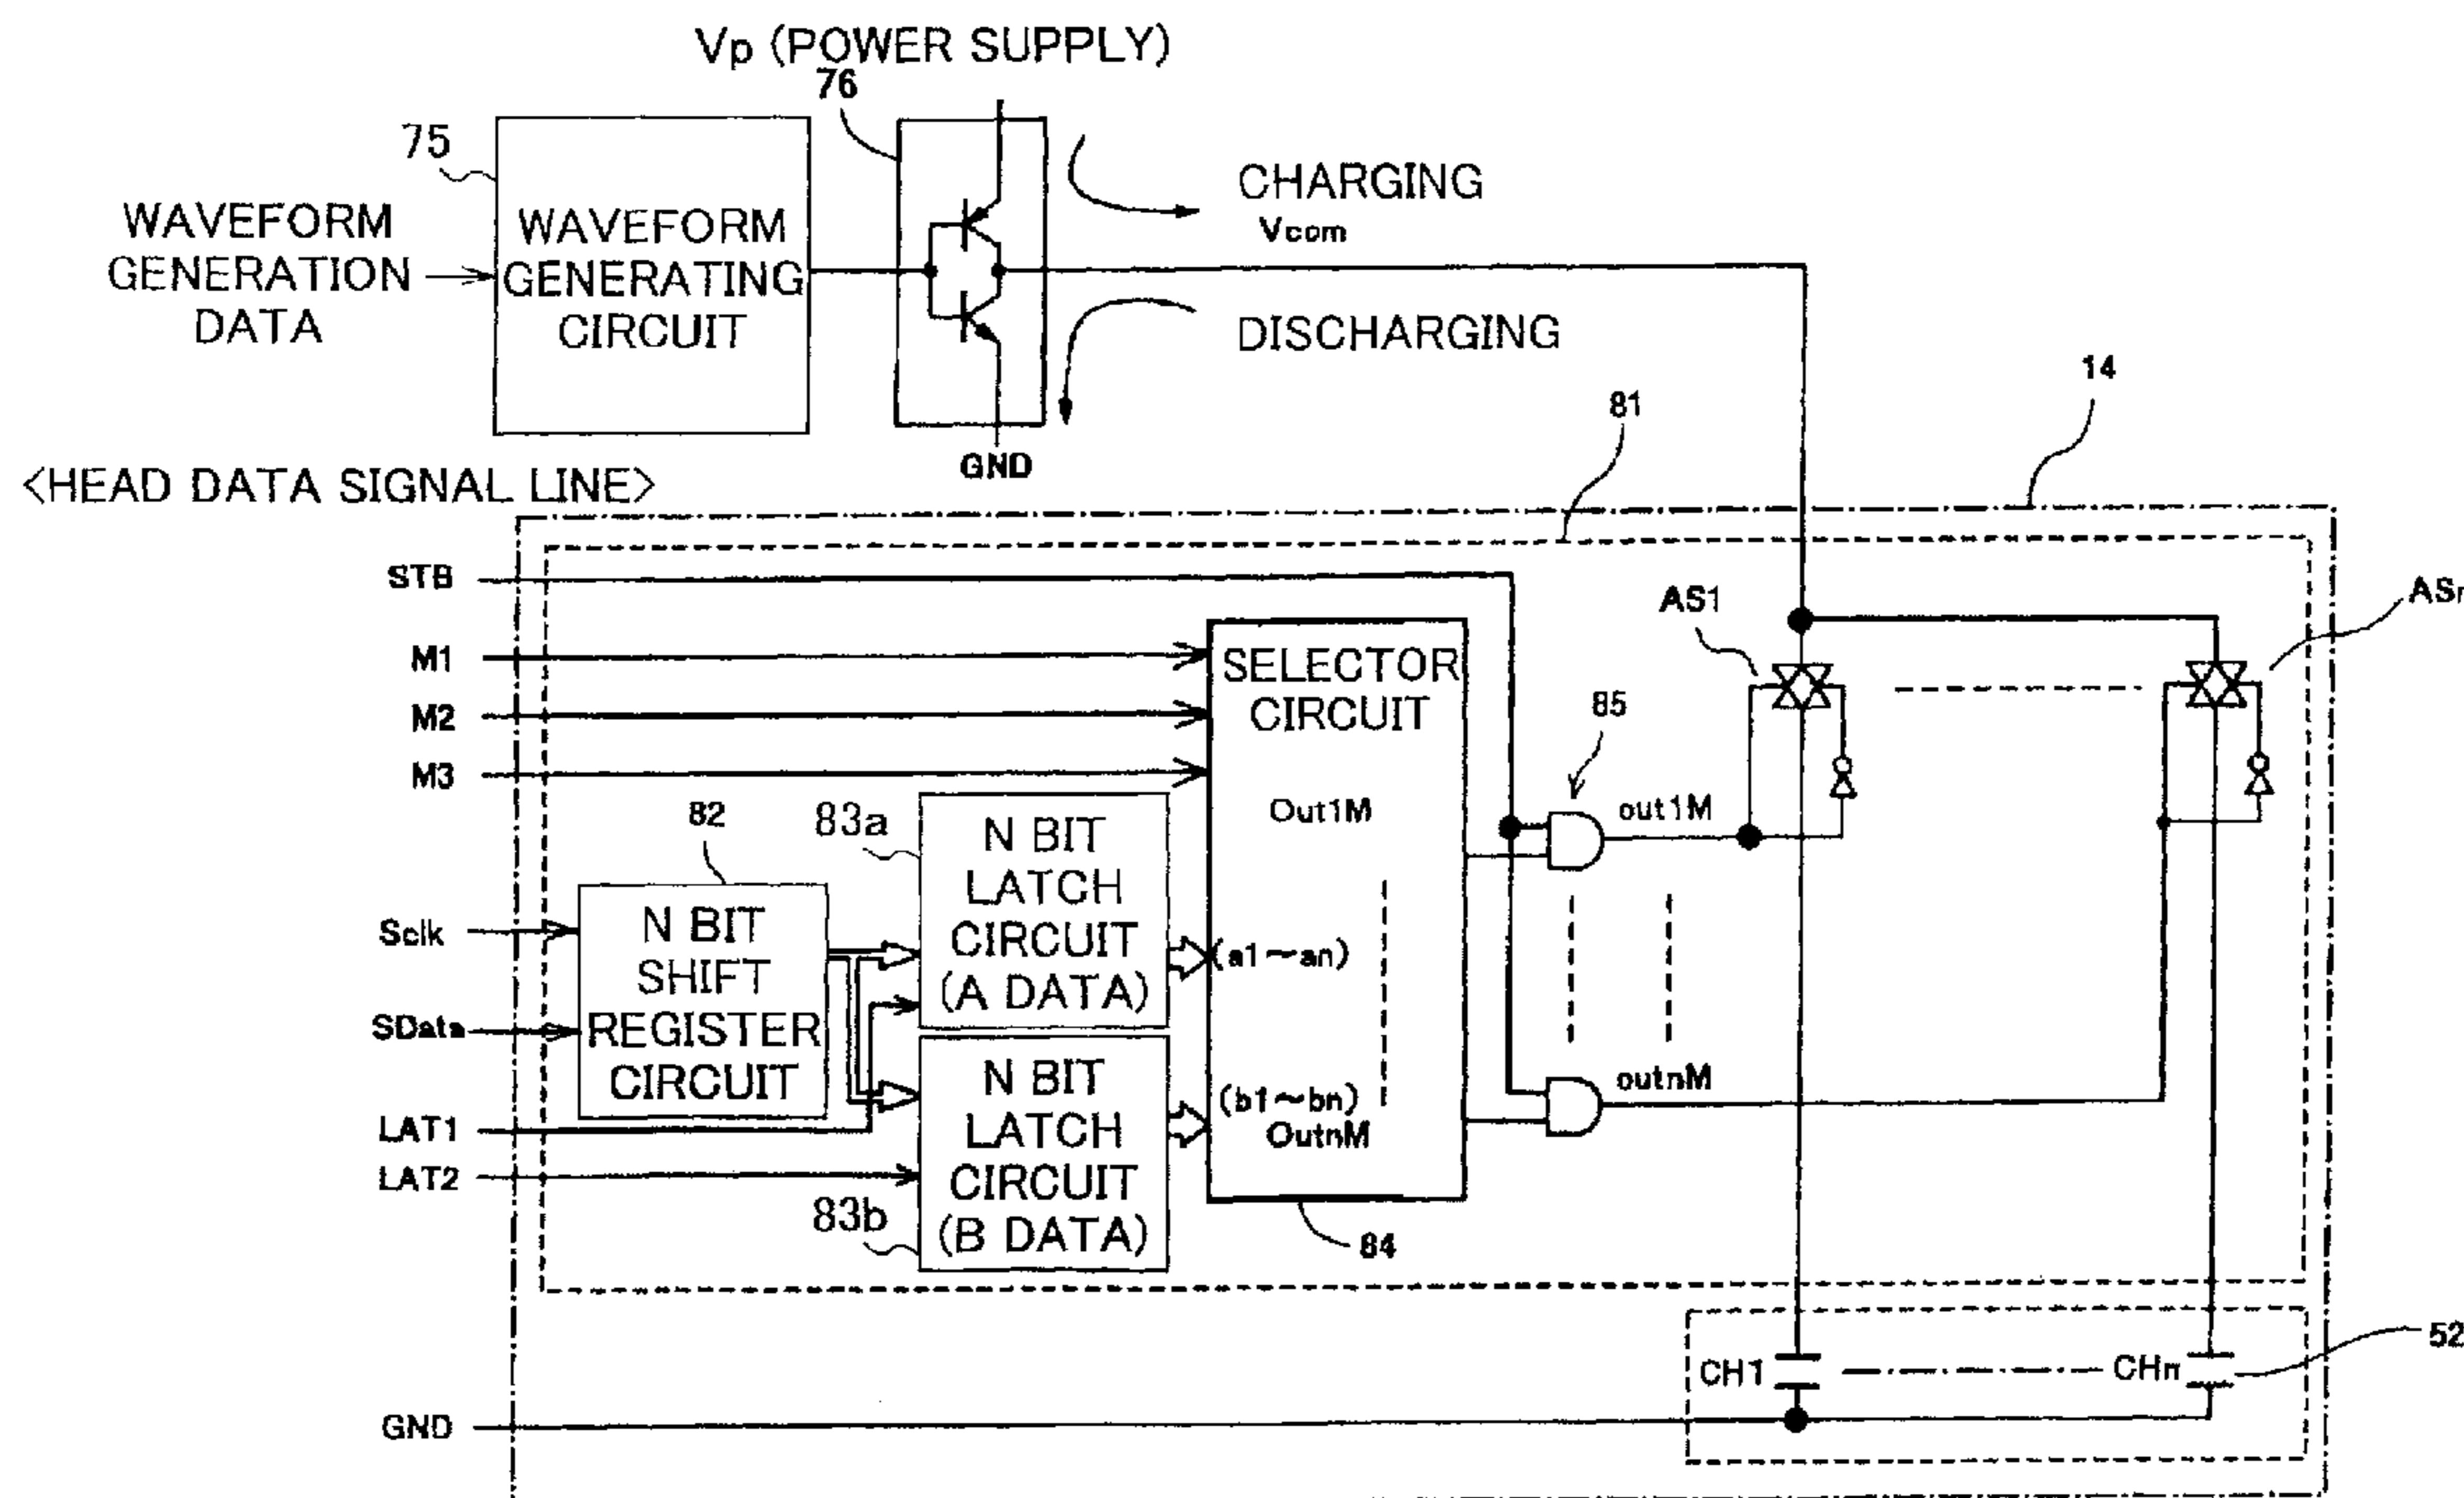 Vp (POWER SUPPLY)
76
75
WAVEFORM
GENERATION
DATA
WAVEFORM
GENERATING
CIRCUIT
CHARGING
Vcom
DISCHARGING
GND
<HEAD DATA SIGNAL LINE>
14
81
STB
M1
M2
M3
SELECTOR
CIRCUIT
AS1
ASn
85
Out1M
out1M
82
83a
N BIT
LATCH
CIRCUIT
(A DATA)
(a1~an)
Sclk
SData
N BIT
SHIFT
REGISTER
CIRCUIT
LAT1
LAT2
83b
N BIT
LATCH
CIRCUIT
(B DATA)
(b1~bn)
OutnM
outnM
84
CH1
CHn
52
GND